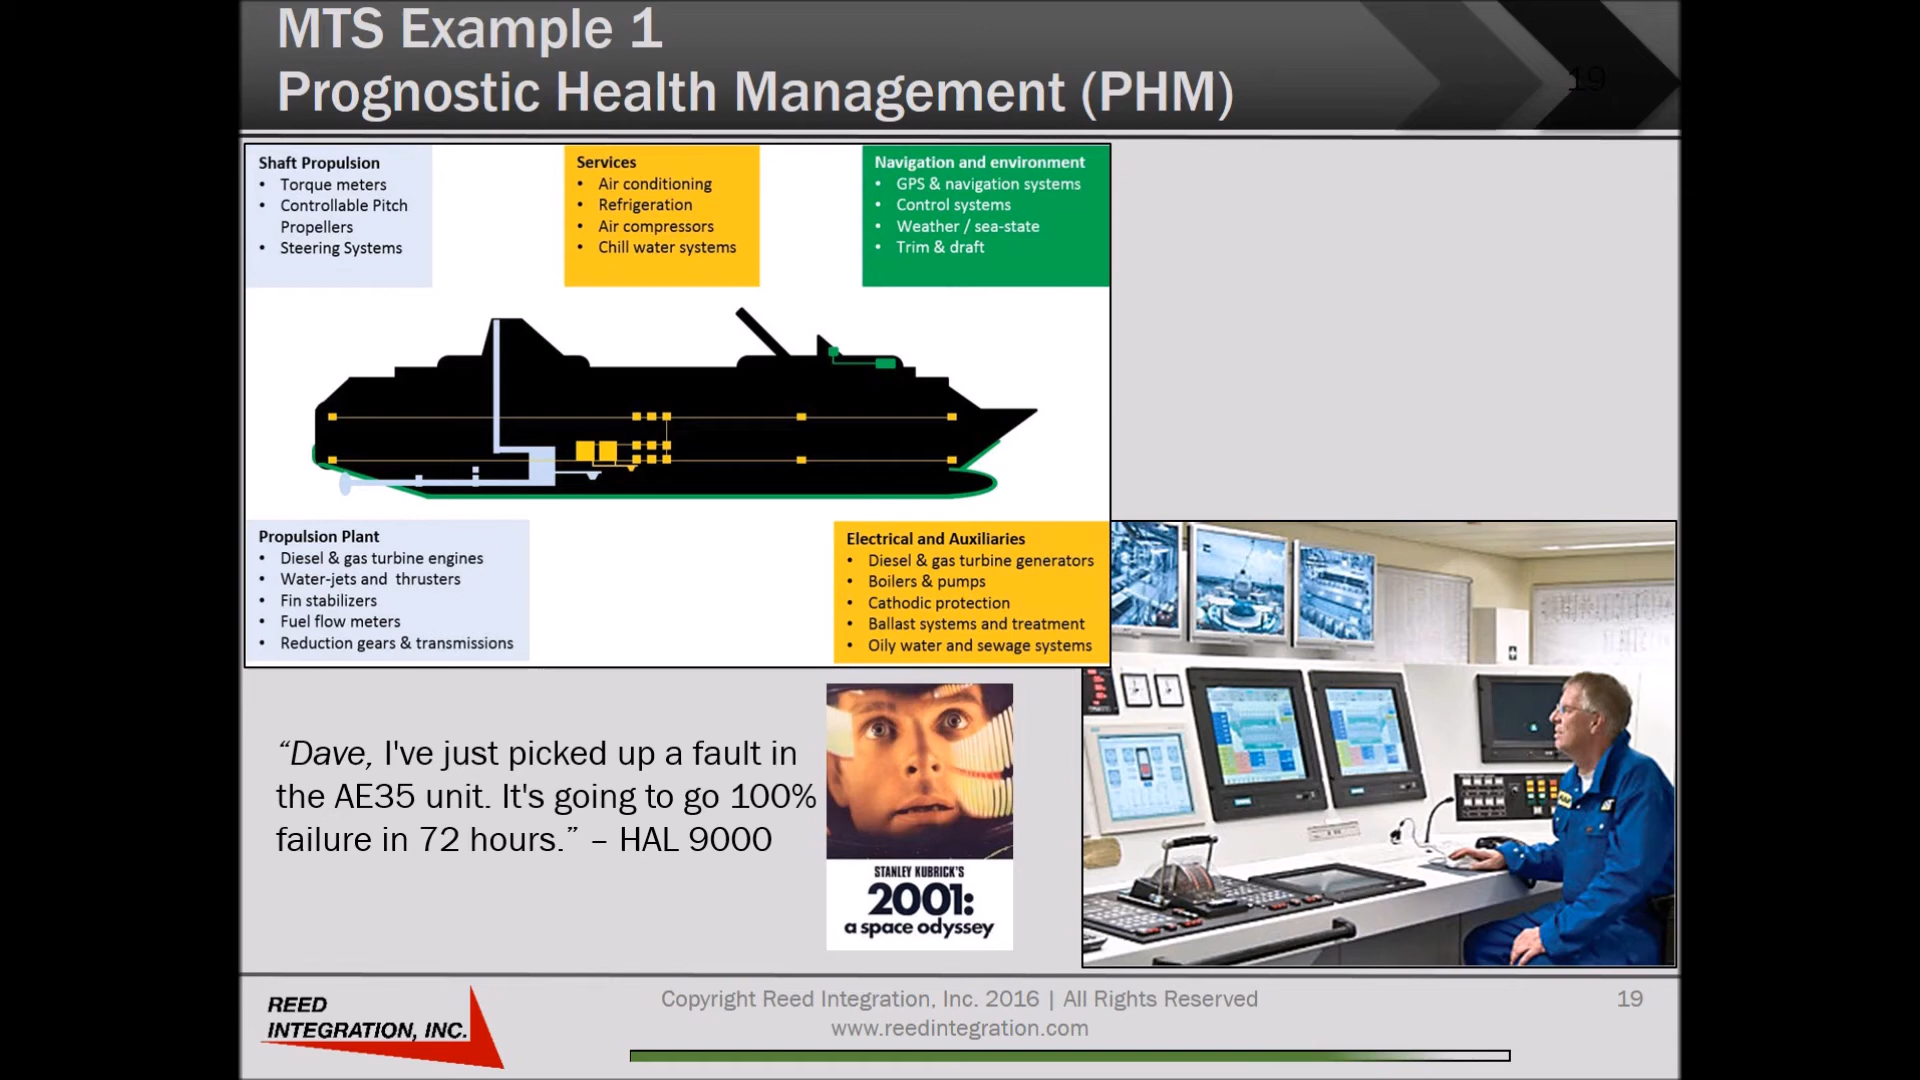 MTS Example 1
Prognostic Health Management (PHM)
19
Shaft Propulsion
• Torque meters
• Controllable Pitch
Propellers
• Steering Systems
Services
• Air conditioning
• Refrigeration
• Air compressors
• Chill water systems
Navigation and environment
• GPS & navigation systems
• Control systems
• Weather / sea-state
• Trim & draft
Propulsion Plant
• Diesel & gas turbine engines
• Water-jets and thrusters
• Fin stabilizers
• Fuel flow meters
• Reduction gears & transmissions
Electrical and Auxiliaries
• Diesel & gas turbine generators
• Boilers & pumps
• Cathodic protection
• Ballast systems and treatment
• Oily water and sewage systems
“Dave, I've just picked up a fault in
the AE35 unit. It's going to go 100%
failure in 72 hours.” – HAL 9000
STANLEY KUBRICK'S
2001:
a space odyssey
REED
INTEGRATION, INC.
Copyright Reed Integration, Inc. 2016 | All Rights Reserved
www.reedintegration.com
19